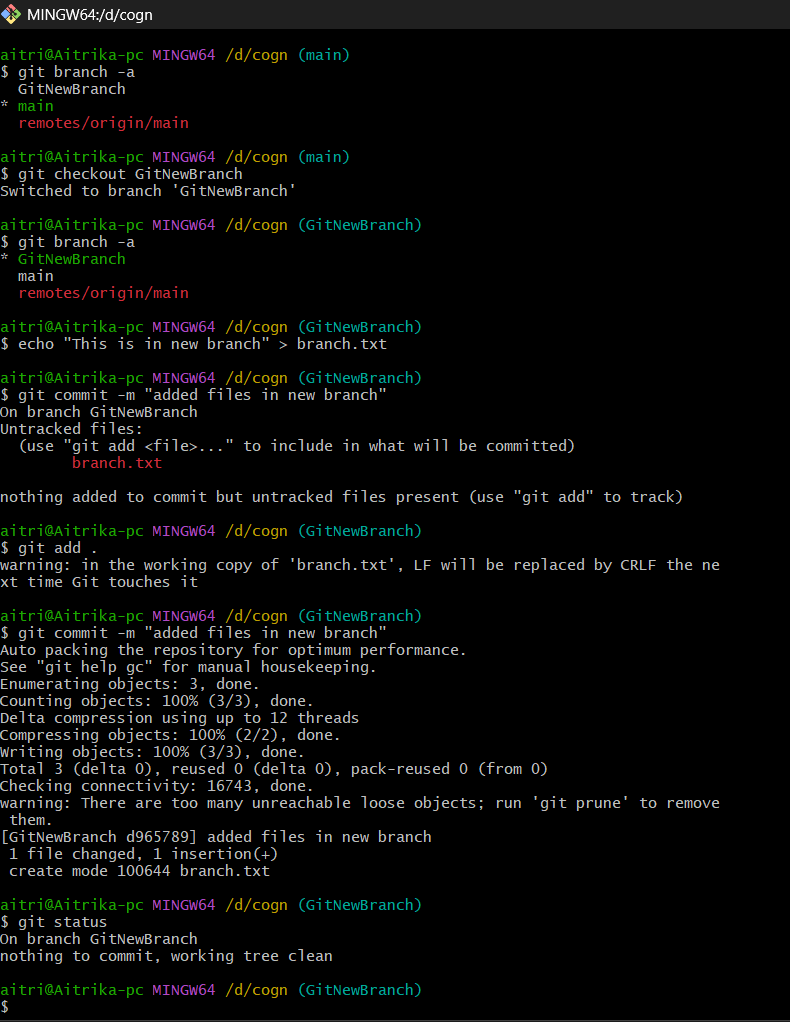 MINGW64:/d/cogn
aitri@Aitrika-pc MINGW64 /d/cogn (main)
$ git branch -a
  GitNewBranch
* main
  remotes/origin/main
aitri@Aitrika-pc MINGW64 /d/cogn (main)
$ git checkout GitNewBranch
Switched to branch 'GitNewBranch'
aitri@Aitrika-pc MINGW64 /d/cogn (GitNewBranch)
$ git branch -a
* GitNewBranch
  main
  remotes/origin/main
aitri@Aitrika-pc MINGW64 /d/cogn (GitNewBranch)
$ echo "This is in new branch" > branch.txt
aitri@Aitrika-pc MINGW64 /d/cogn (GitNewBranch)
$ git commit -m "added files in new branch"
On branch GitNewBranch
Untracked files:
  (use "git add <file>..." to include in what will be committed)
        branch.txt
nothing added to commit but untracked files present (use "git add" to track)
aitri@Aitrika-pc MINGW64 /d/cogn (GitNewBranch)
$ git add .
warning: in the working copy of 'branch.txt', LF will be replaced by CRLF the ne
xt time Git touches it
aitri@Aitrika-pc MINGW64 /d/cogn (GitNewBranch)
$ git commit -m "added files in new branch"
Auto packing the repository for optimum performance.
See "git help gc" for manual housekeeping.
Enumerating objects: 3, done.
Counting objects: 100% (3/3), done.
Delta compression using up to 12 threads
Compressing objects: 100% (2/2), done.
Writing objects: 100% (3/3), done.
Total 3 (delta 0), reused 0 (delta 0), pack-reused 0 (from 0)
Checking connectivity: 16743, done.
warning: There are too many unreachable loose objects; run 'git prune' to remove
 them.
[GitNewBranch d965789] added files in new branch
 1 file changed, 1 insertion(+)
 create mode 100644 branch.txt
aitri@Aitrika-pc MINGW64 /d/cogn (GitNewBranch)
$ git status
On branch GitNewBranch
nothing to commit, working tree clean
aitri@Aitrika-pc MINGW64 /d/cogn (GitNewBranch)
$